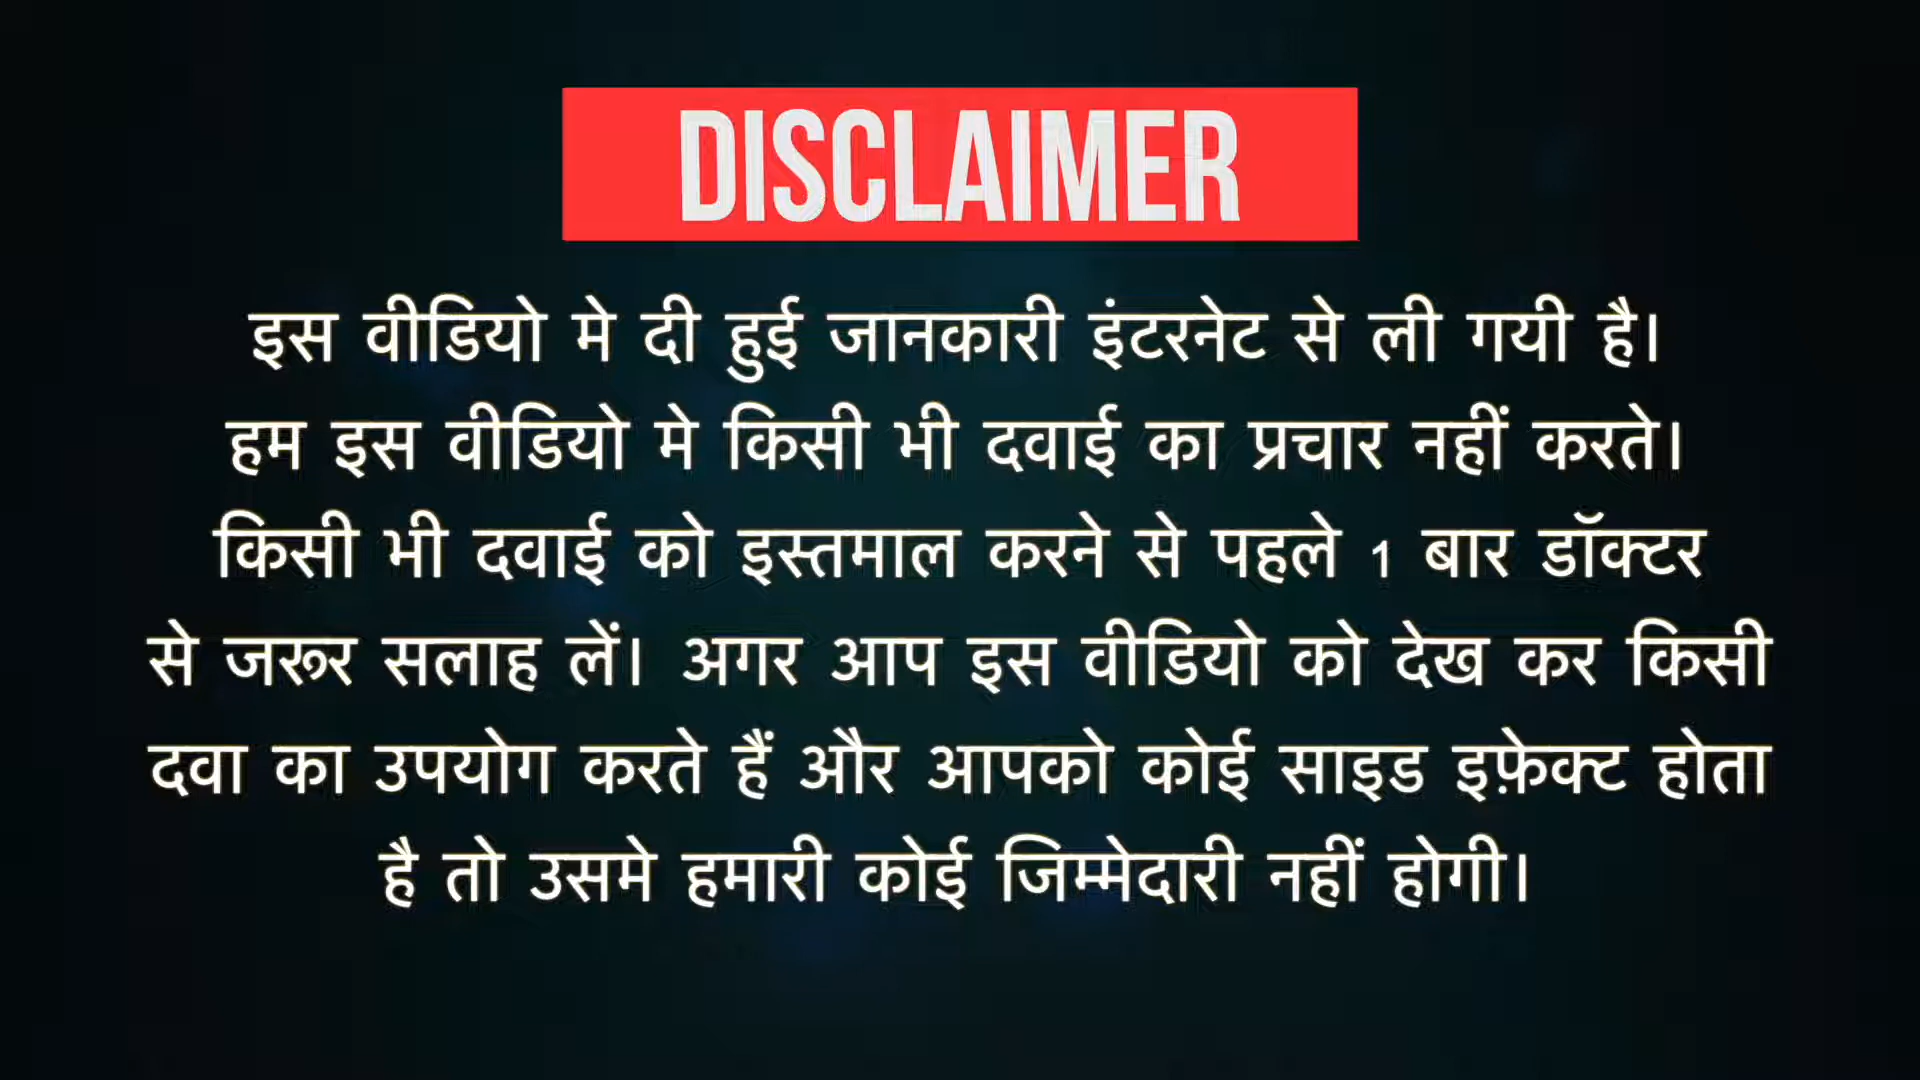 DISCLAIMER
इस वीडियो मे दी हुई जानकारी इंटरनेट से ली गयी है।
हम इस वीडियो मे किसी भी दवाई का प्रचार नहीं करते।
किसी भी दवाई को इस्तमाल करने से पहले 1 बार डॉक्टर
से जरूर सलाह लें। अगर आप इस वीडियो को देख कर किसी
दवा का उपयोग करते हैं और आपको कोई साइड इफ़ेक्ट होता
है तो उसमे हमारी कोई जिम्मेदारी नहीं होगी।